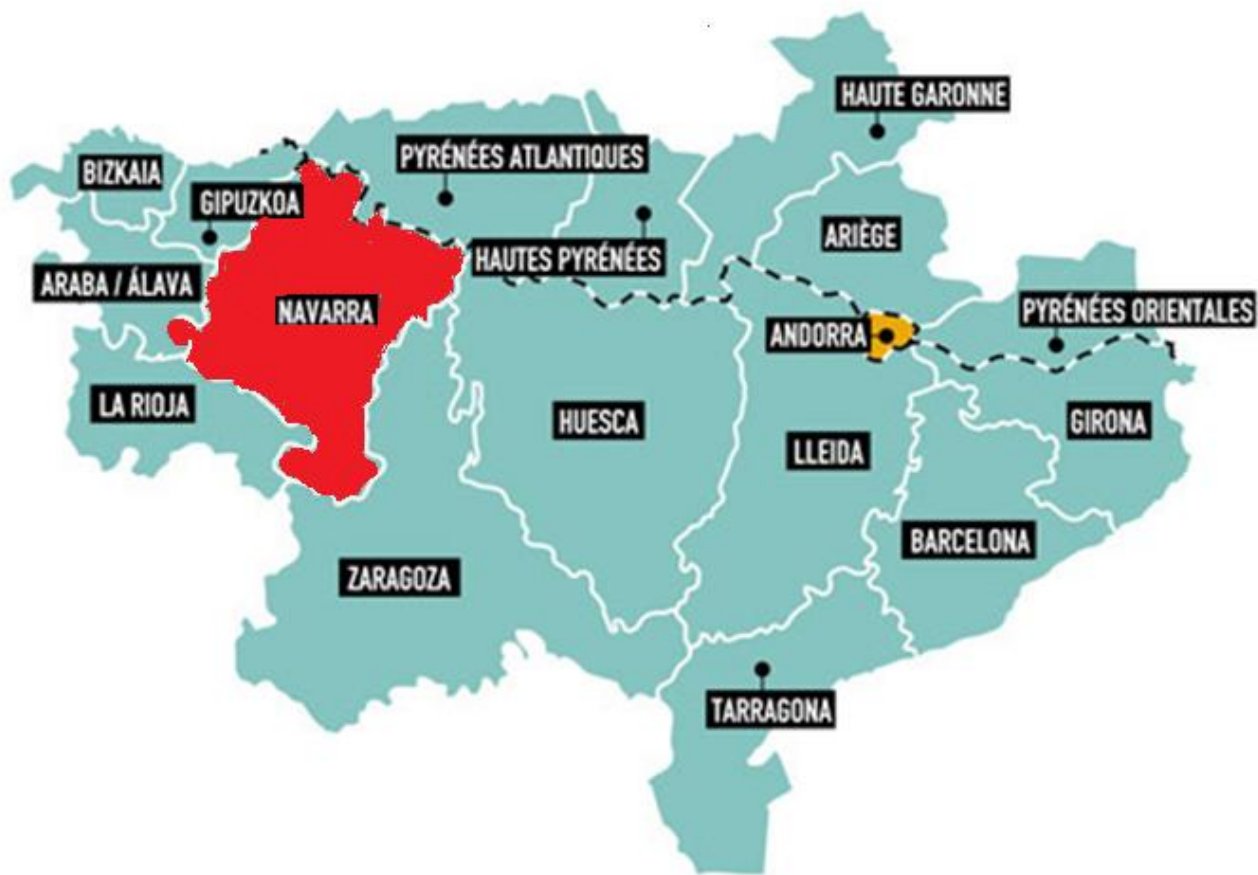 HAUTE GARONNE
PYRÉNÉES ATLANTIQUES
BIZKAIA
GIPUZKOA
ARIÈGE
HAUTES PYRÉNÉES
ARABA / ÁLAVA
NAVARRA
PYRÉNÉES ORIENTALES
ANDORRA
LA RIOJA
HUESCA
GIRONA
LLEIDA
BARCELONA
ZARAGOZA
TARRAGONA